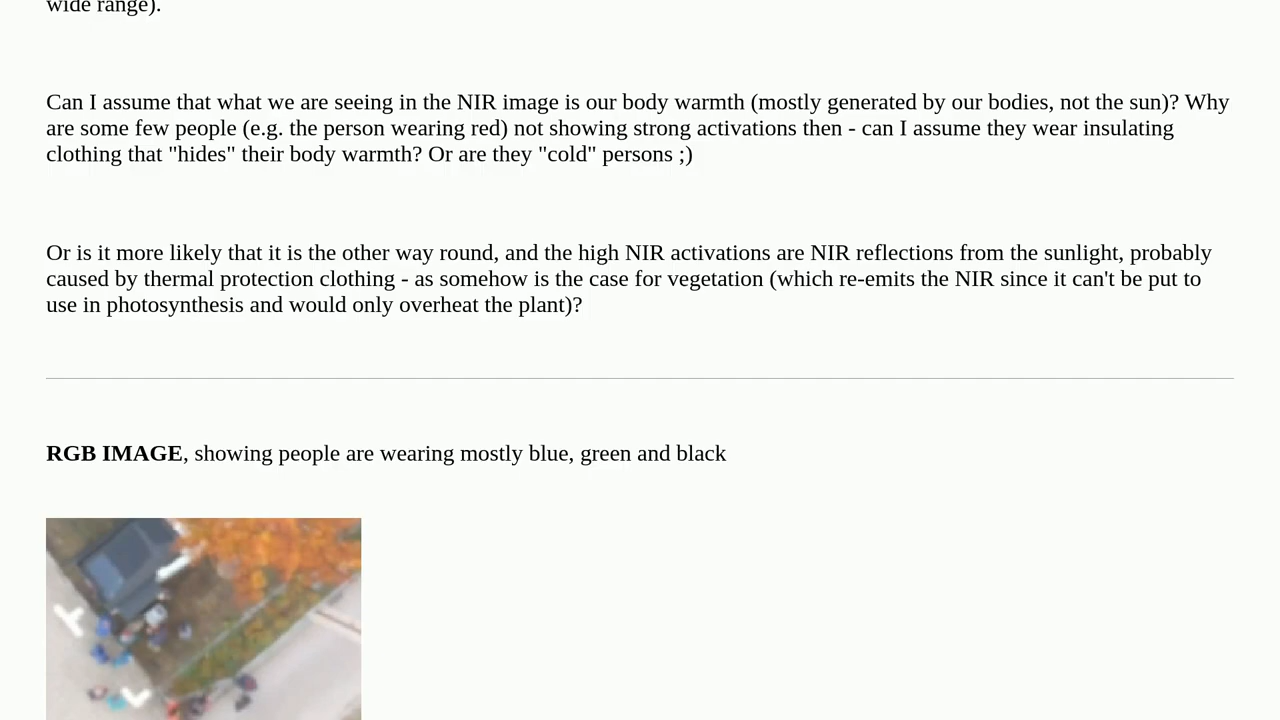 wide range).
Can I assume that what we are seeing in the NIR image is our body warmth (mostly generated by our bodies, not the sun)? Why
are some few people (e.g. the person wearing red) not showing strong activations then - can I assume they wear insulating
clothing that "hides" their body warmth? Or are they "cold" persons ;)
Or is it more likely that it is the other way round, and the high NIR activations are NIR reflections from the sunlight, probably
caused by thermal protection clothing - as somehow is the case for vegetation (which re-emits the NIR since it can't be put to
use in photosynthesis and would only overheat the plant)?
RGB IMAGE, showing people are wearing mostly blue, green and black